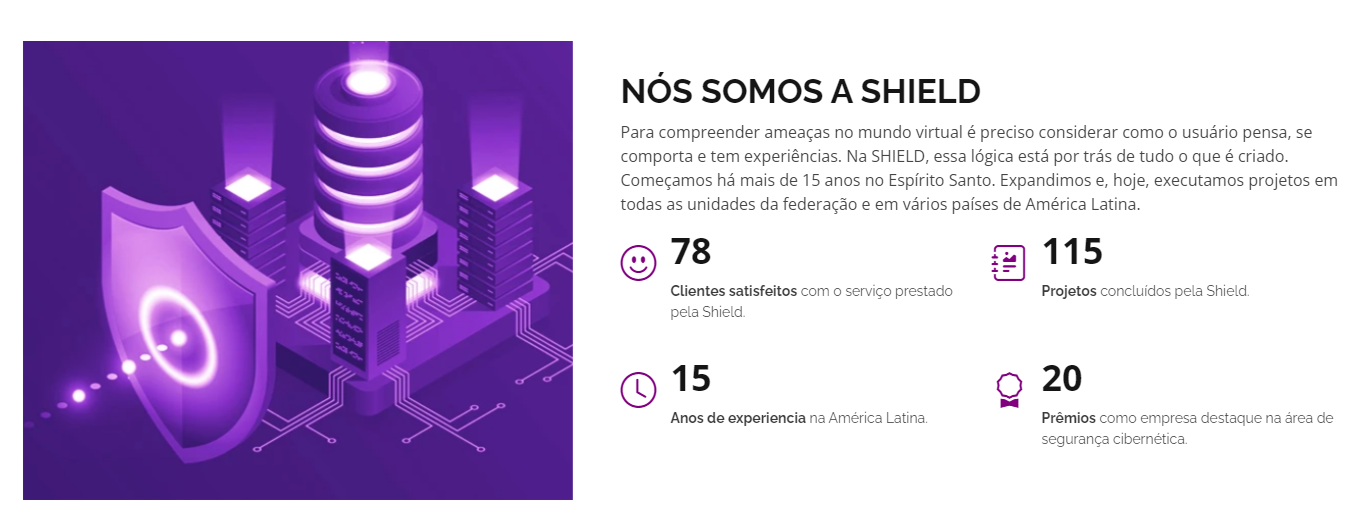 NÓS SOMOS A SHIELD
Para compreender ameaças no mundo virtual é preciso considerar como o usuário pensa, se
comporta e tem experiências. Na SHIELD, essa lógica está por trás de tudo o que é criado.
Começamos há mais de 15 anos no Espírito Santo. Expandimos e, hoje, executamos projetos em
todas as unidades da federação e em vários países de América Latina.
78
Clientes satisfeitos com o serviço prestado
pela Shield.
115
Projetos concluídos pela Shield.
15
Anos de experiencia na América Latina.
20
Prêmios como empresa destaque na área de
segurança cibernética.